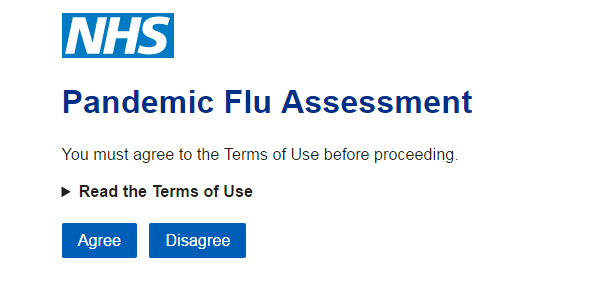 NHS
Pandemic Flu Assessment
You must agree to the Terms of Use before proceeding.
Read the Terms of Use
Agree Disagree